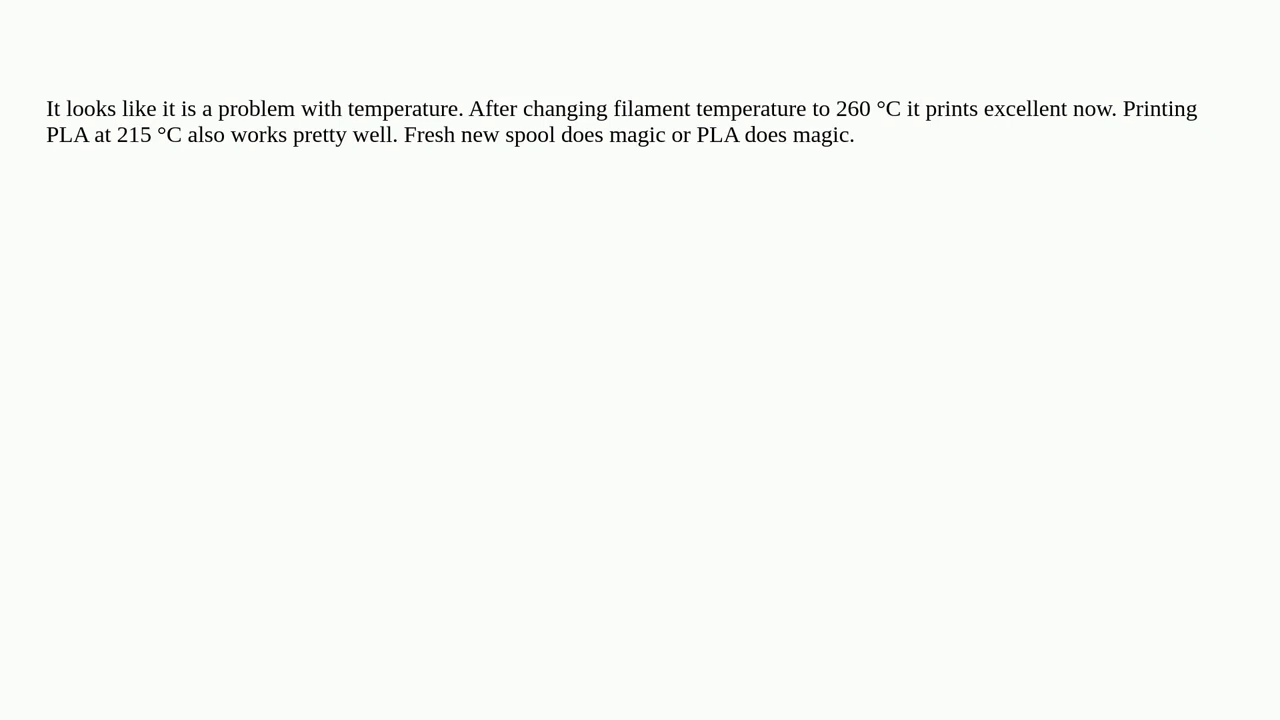 It looks like it is a problem with temperature. After changing filament temperature to 260 °C it prints excellent now. Printing
PLA at 215 °C also works pretty well. Fresh new spool does magic or PLA does magic.